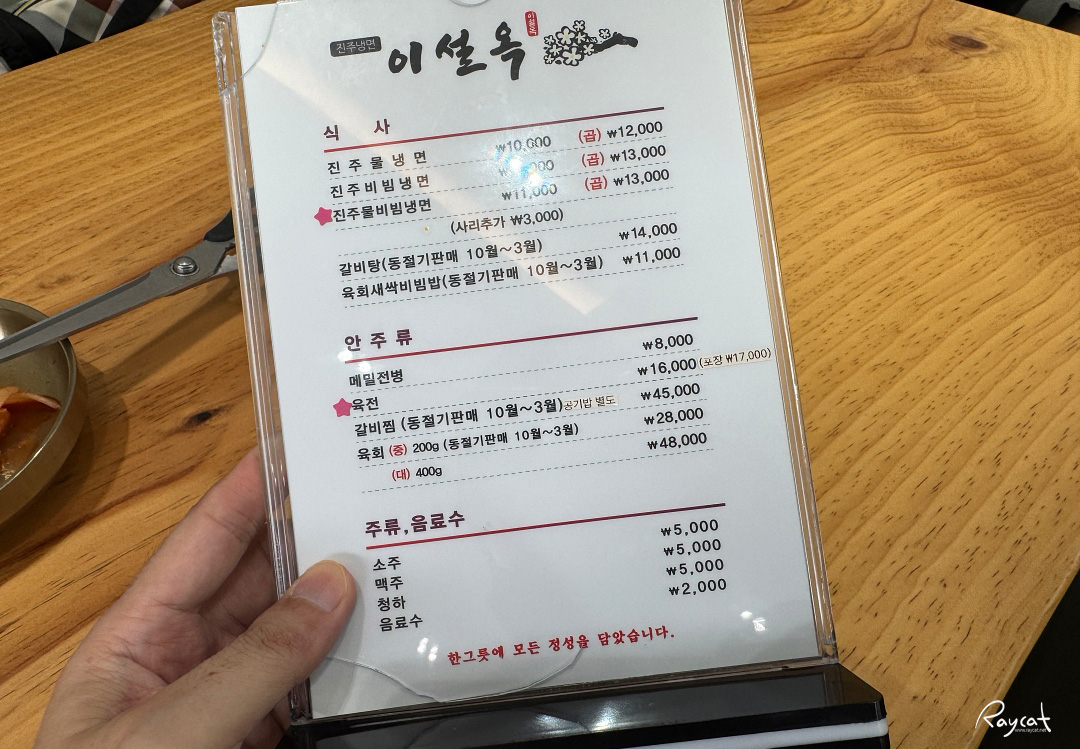 진주냉면 이설옥
이설옥
식 사
진주물냉면 ₩10,000 (곱) ₩12,000
진주비빔냉면 (곱) ₩13,000
진주물비빔냉면 ₩11,000 (곱) ₩13,000
(사리추가 ₩3,000)
갈비탕(동절기판매 10월~3월) ₩14,000
육회새싹비빔밥(동절기판매 10월~3월) ₩11,000
안주류
메밀전병 ₩8,000
육전 ₩16,000 (포장 ₩17,000)
갈비찜 (동절기판매 10월~3월) 공기밥 별도 ₩45,000
육회 (중) 200g (동절기판매 10월~3월) ₩28,000
(대) 400g ₩48,000
주류,음료수
소주 ₩5,000
맥주 ₩5,000
청하 ₩5,000
음료수 ₩2,000
한그릇에 모든 정성을 담았습니다.
Raycat
www.raycat.net